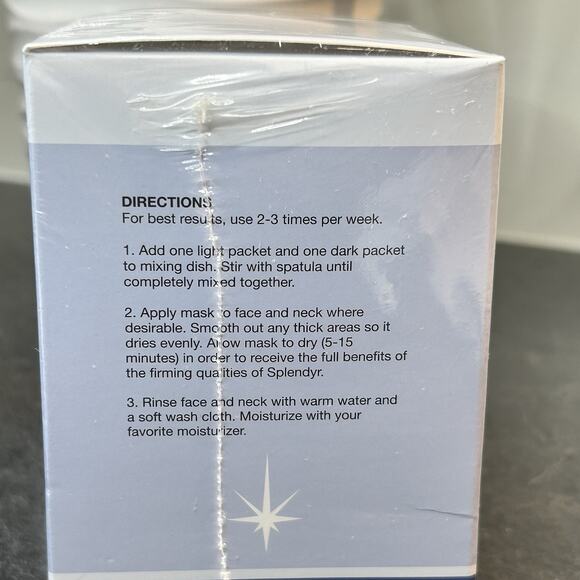 DIRECTIONS
For best results, use 2-3 times per week.
1. Add one light packet and one dark packet
to mixing dish. Stir with spatula until
completely mixed together.
2. Apply mask to face and neck where
desirable. Smooth out any thick areas so it
dries evenly. Allow mask to dry (5-15
minutes) in order to receive the full benefits of
the firming qualities of Splendyr.
3. Rinse face and neck with warm water and
a soft wash cloth. Moisturize with your
favorite moisturizer.